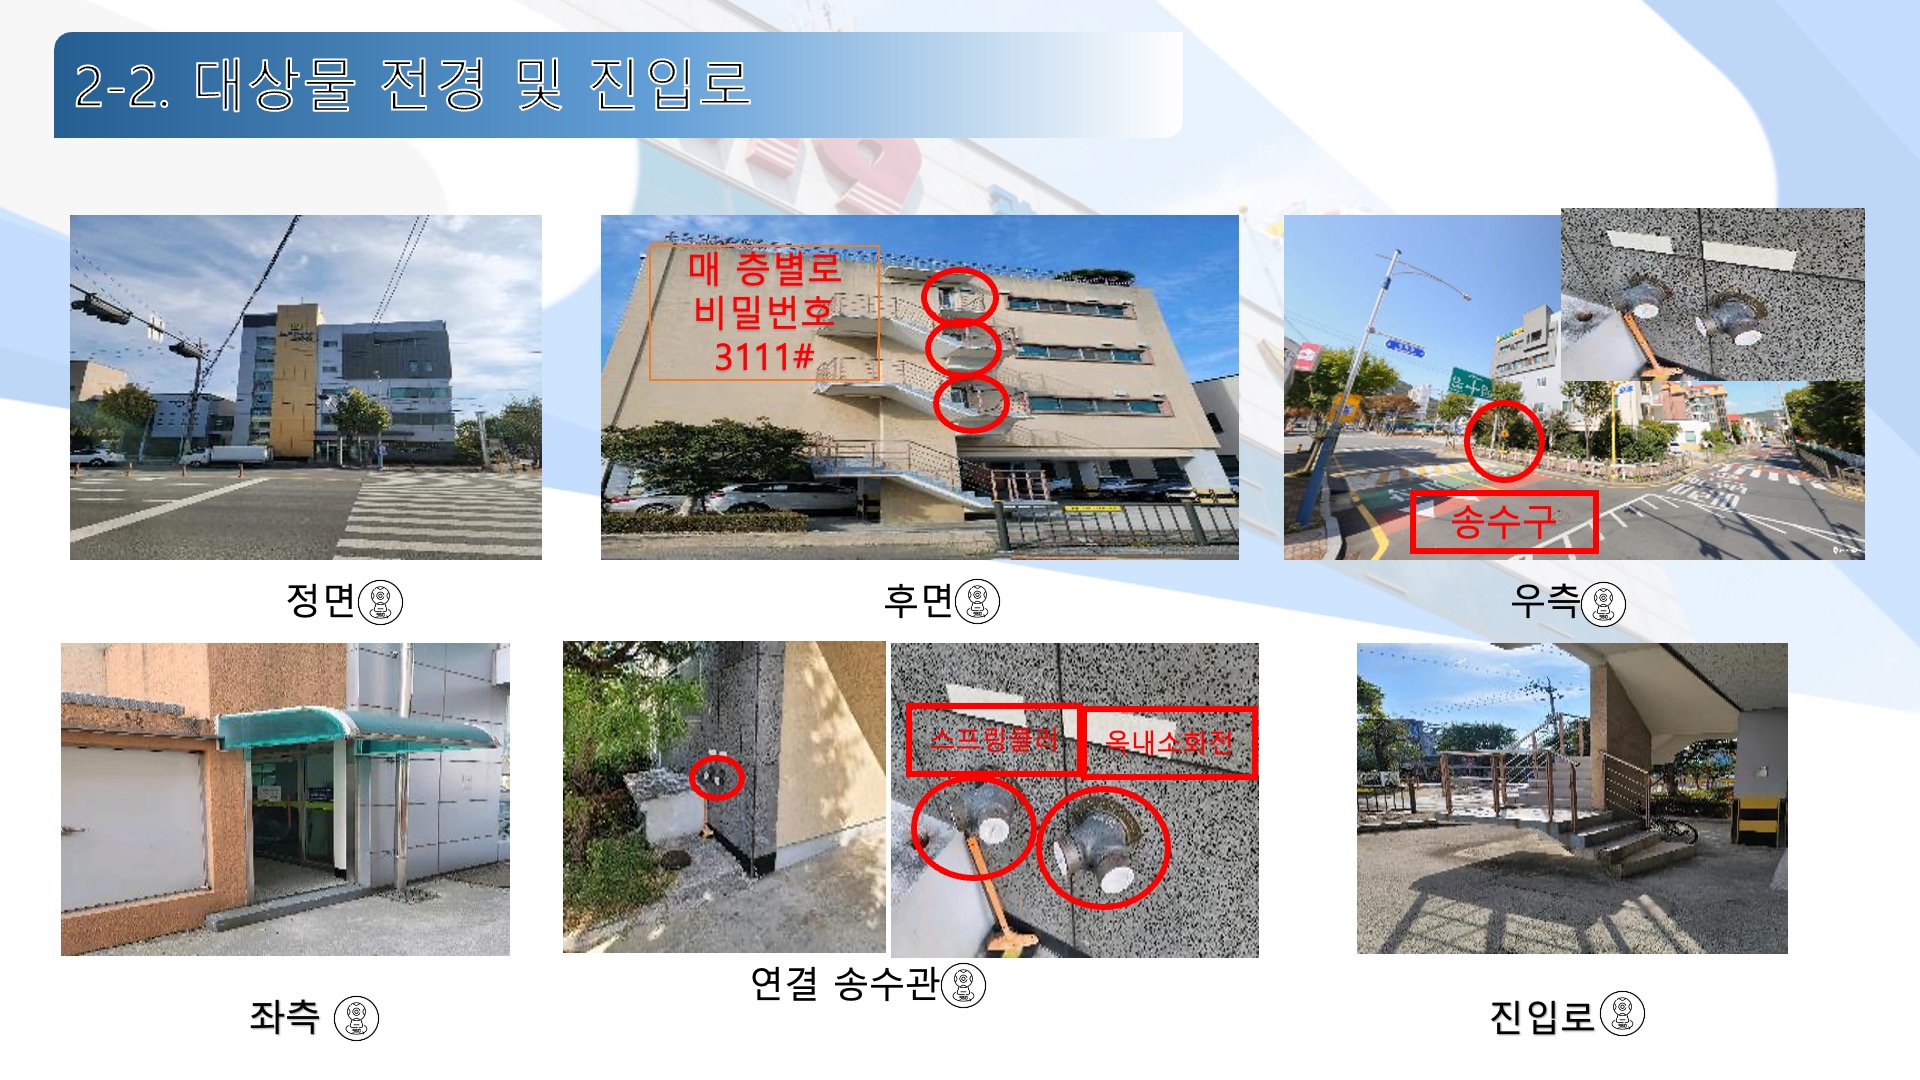 2-2. 대상물 전경 및 진입로
매 층별로
비밀번호
3111#
송수구
정면
후면
우측
스프링클러
옥내소화전
좌측
연결 송수관
진입로